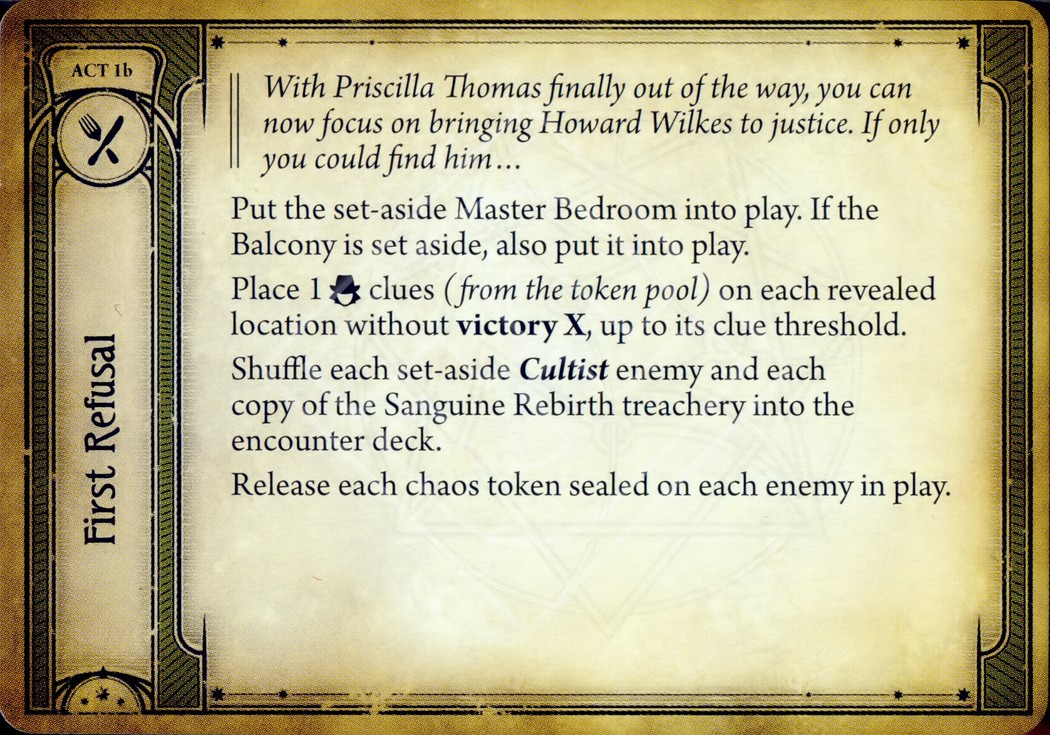 ACT 1b
First Refusal
With Priscilla Thomas finally out of the way, you can
now focus on bringing Howard Wilkes to justice. If only
you could find him…
Put the set-aside Master Bedroom into play. If the
Balcony is set aside, also put it into play.
Place 1 clues (from the token pool) on each revealed
location without victory X, up to its clue threshold.
Shuffle each set-aside Cultist enemy and each
copy of the Sanguine Rebirth treachery into the
encounter deck.
Release each chaos token sealed on each enemy in play.